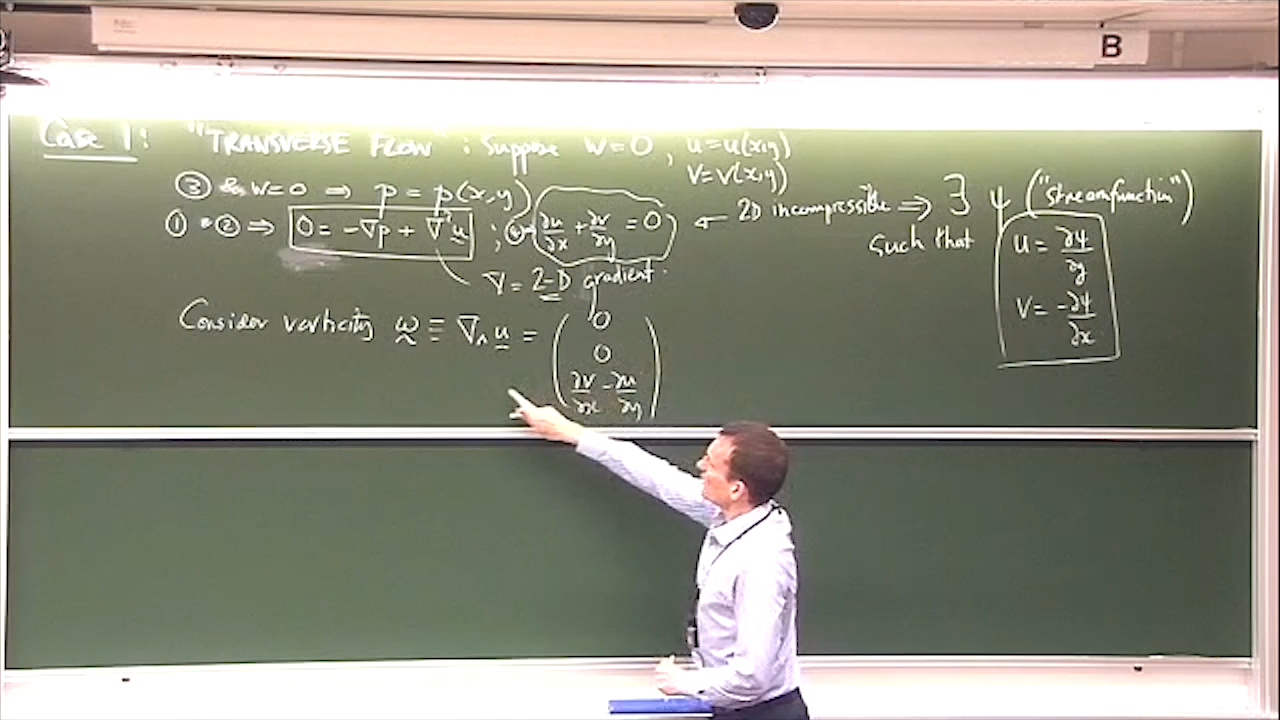 B
Case 1: "TRANSVERSE FLOW": Suppose w=0, u=u(x,y)
v=v(x,y)
③ & w=0 ⇒ p = p(x,y)
① & ② ⇒ 0 = -∇p + ∇²u ; ④→ ∂u/∂x + ∂v/∂y = 0 ← 2D incompressible ⇒ ∃ ψ ("streamfunction")
such that
u = ∂ψ/∂y
v = -∂ψ/∂x
∇ = 2-D gradient.
Consider vorticity ω ≡ ∇∧u = (0
0
∂v/∂x - ∂u/∂y)